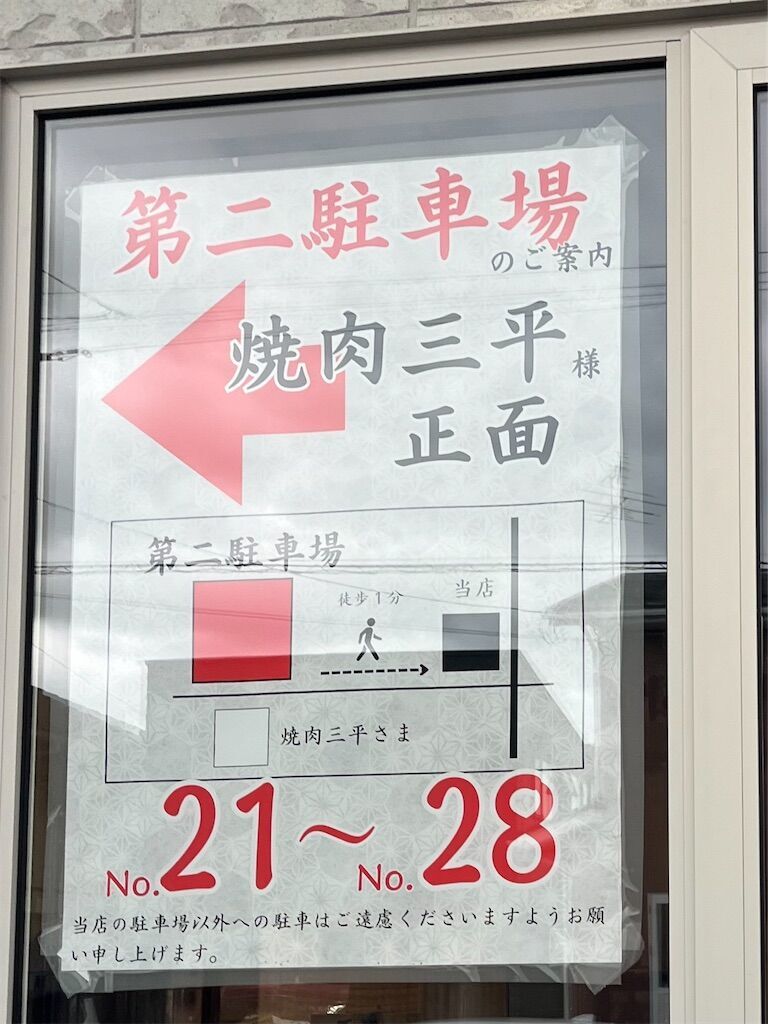 第二駐車場
のご案内
焼肉三平様
正面
第二駐車場
徒歩1分
当店
焼肉三平さま
No.21～No.28
当店の駐車場以外への駐車はご遠慮くださいますようお願
い申し上げます。